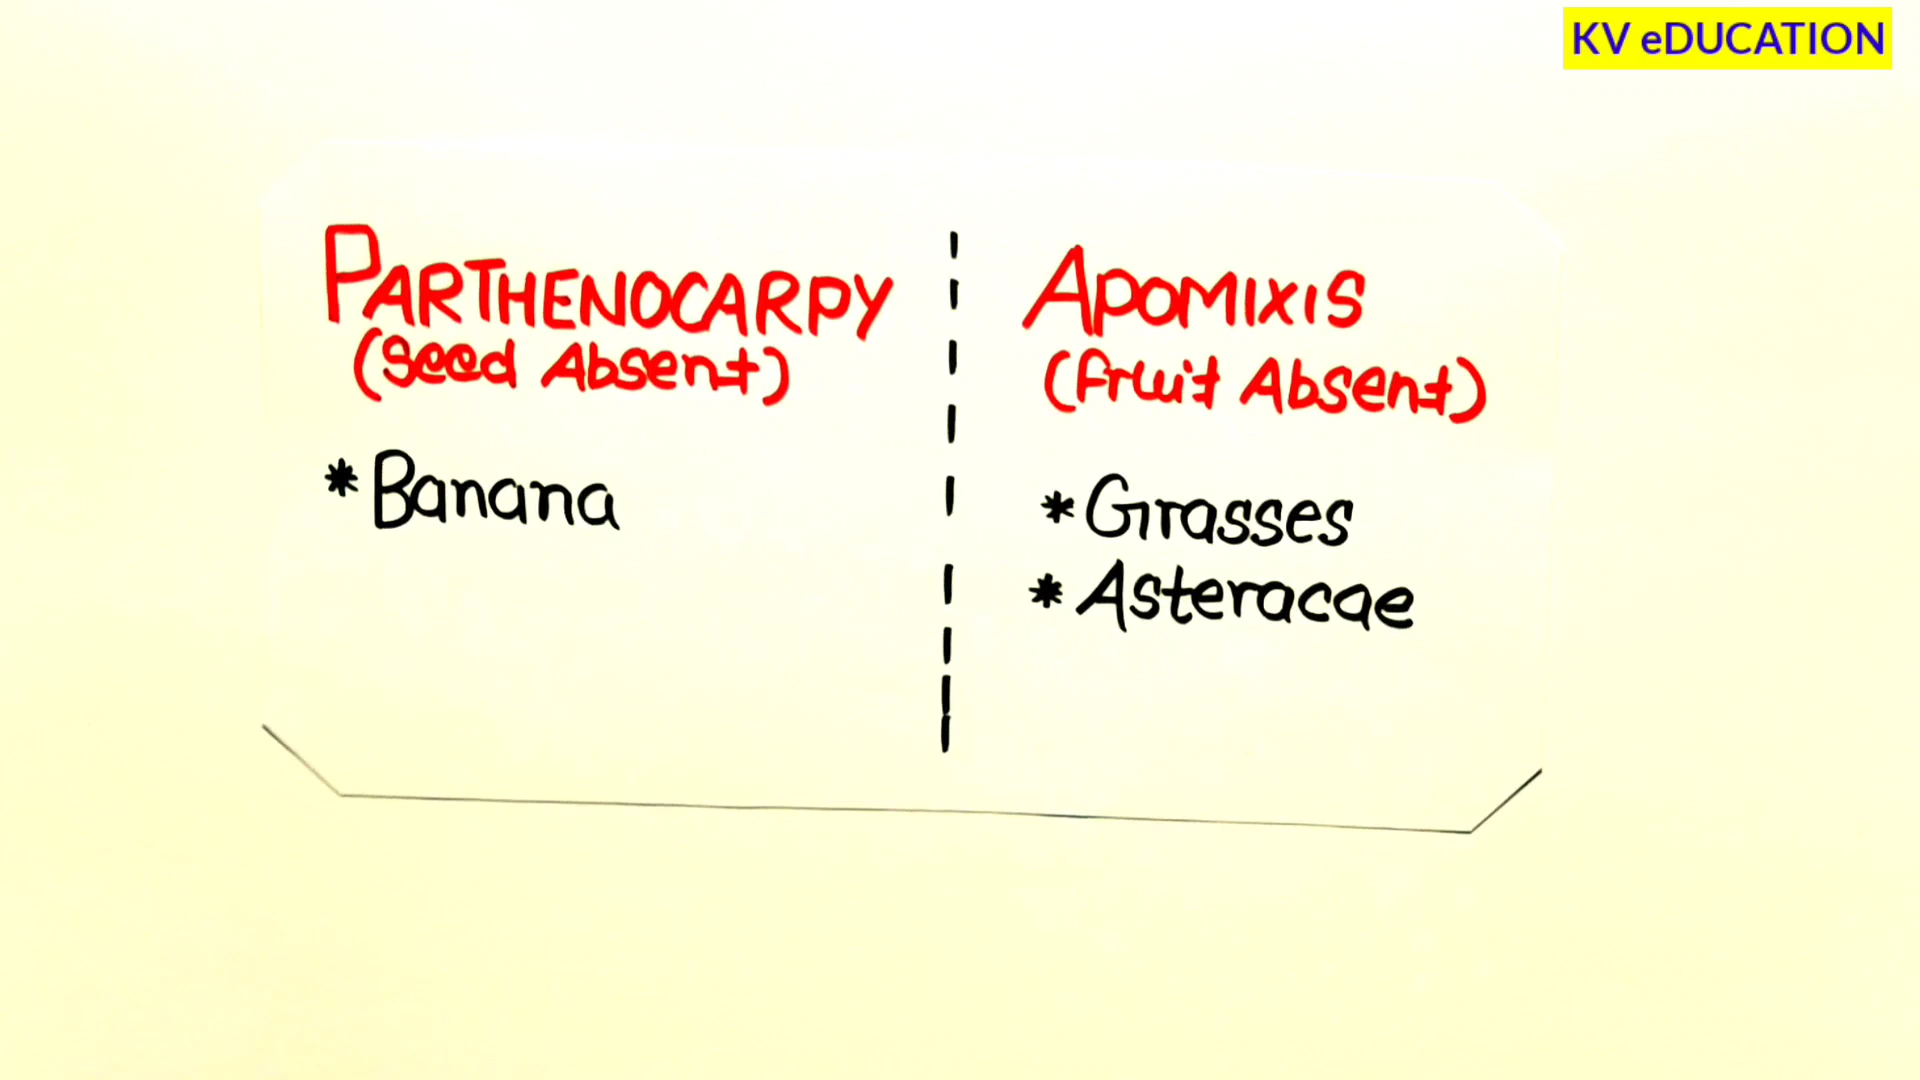 KV eDUCATION
PARTHENOCARPY
(Seed Absent)
* Banana
APOMIXIS
(fruit Absent)
* Grasses
* Asteracae